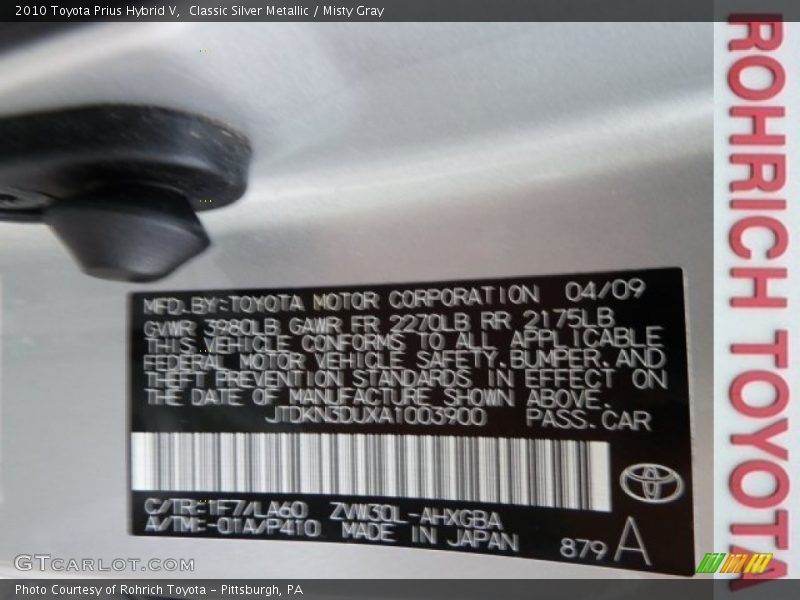 2010 Toyota Prius Hybrid V, Classic Silver Metallic / Misty Gray
ROHRICH TOYOTA
MFD.BY:TOYOTA MOTOR CORPORATION 04/09
GVWR 3980LB GAWR FR 2270LB RR 2175LB
THIS VEHICLE CONFORMS TO ALL APPLICABLE
FEDERAL MOTOR VEHICLE SAFETY,BUMPER,AND
THEFT PREVENTION STANDARDS IN EFFECT ON
THE DATE OF MANUFACTURE SHOWN ABOVE.
JTDKN3DUXA1003900 PASS.CAR
C/TR:1F7/LA60 ZVW30L-AHXGBA
A/TM:-01A/P410 MADE IN JAPAN
879 A
GTCARLOT.COM
Photo Courtesy of Rohrich Toyota - Pittsburgh, PA